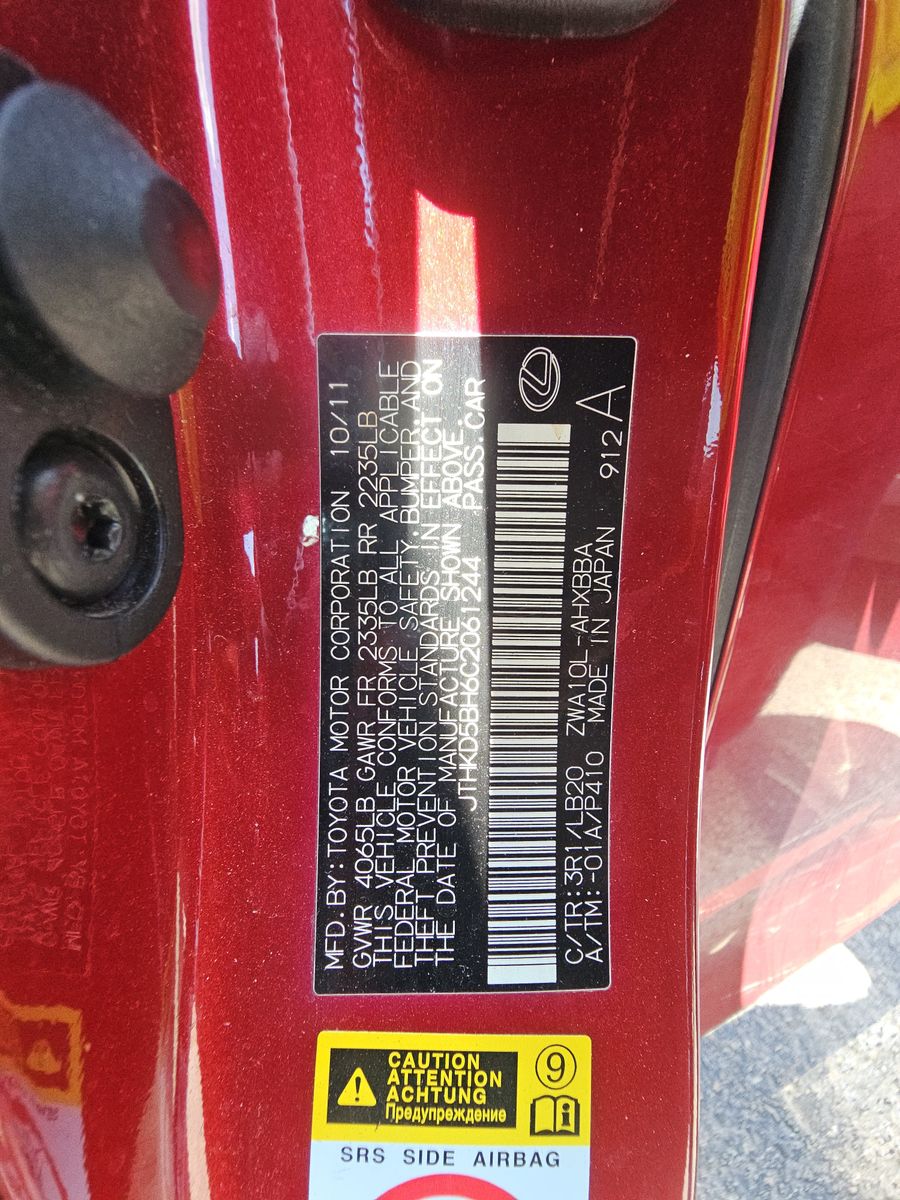 MFD.BY:TOYOTA MOTOR CORPORATION 10/11
GVWR 4065LB GAWR FR 2335LB RR 2235LB
THIS VEHICLE CONFORMS TO ALL APPLICABLE
FEDERAL MOTOR VEHICLE SAFETY,BUMPER,AND
THEFT PREVENTION STANDARDS IN EFFECT ON
THE DATE OF MANUFACTURE SHOWN ABOVE.
JTHKD5BH6C2061244 PASS.CAR
C/TR:3R1/LB20 ZWA10L-AHXBBA
A/TM:-01A/P410 MADE IN JAPAN 912 A
CAUTION
ATTENTION
ACHTUNG
Предупреждение
9
SRS SIDE AIRBAG